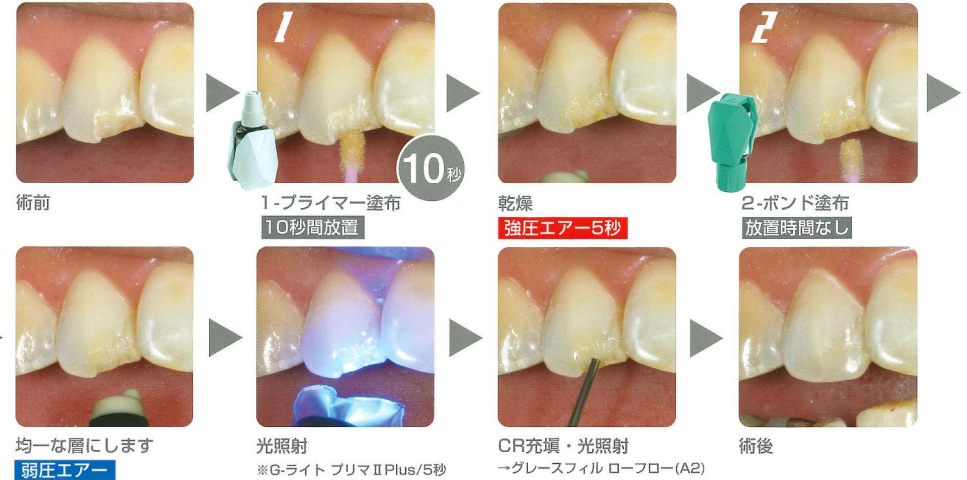 1
10秒
2
術前
1-プライマー塗布
10秒間放置
乾燥
強圧エアー5秒
2-ボンド塗布
放置時間なし
均一な層にします
弱圧エアー
光照射
※G-ライト プリマⅡPlus/5秒
CR充塡・光照射
→グレースフィル ローフロー(A2)
術後